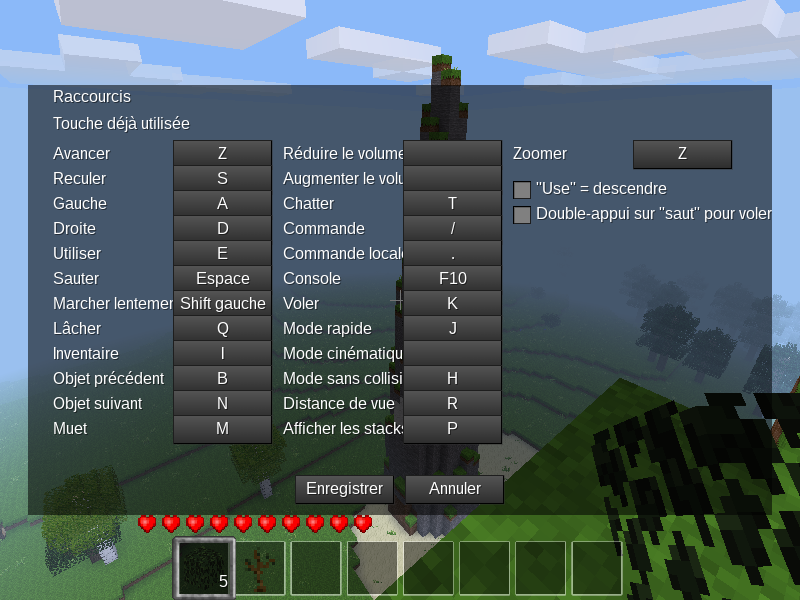 Raccourcis
Touche déjà utilisée
Avancer Z
Reculer S
Gauche A
Droite D
Utiliser E
Sauter Espace
Marcher lentemen Shift gauche
Lâcher Q
Inventaire I
Objet précédent B
Objet suivant N
Muet M
Réduire le volume
Augmenter le volu
Chatter T
Commande /
Commande locale .
Console F10
Voler K
Mode rapide J
Mode cinématiqu
Mode sans collisi H
Distance de vue R
Afficher les stacks P
Zoomer Z
"Use" = descendre
Double-appui sur "saut" pour voler
Enregistrer Annuler
5